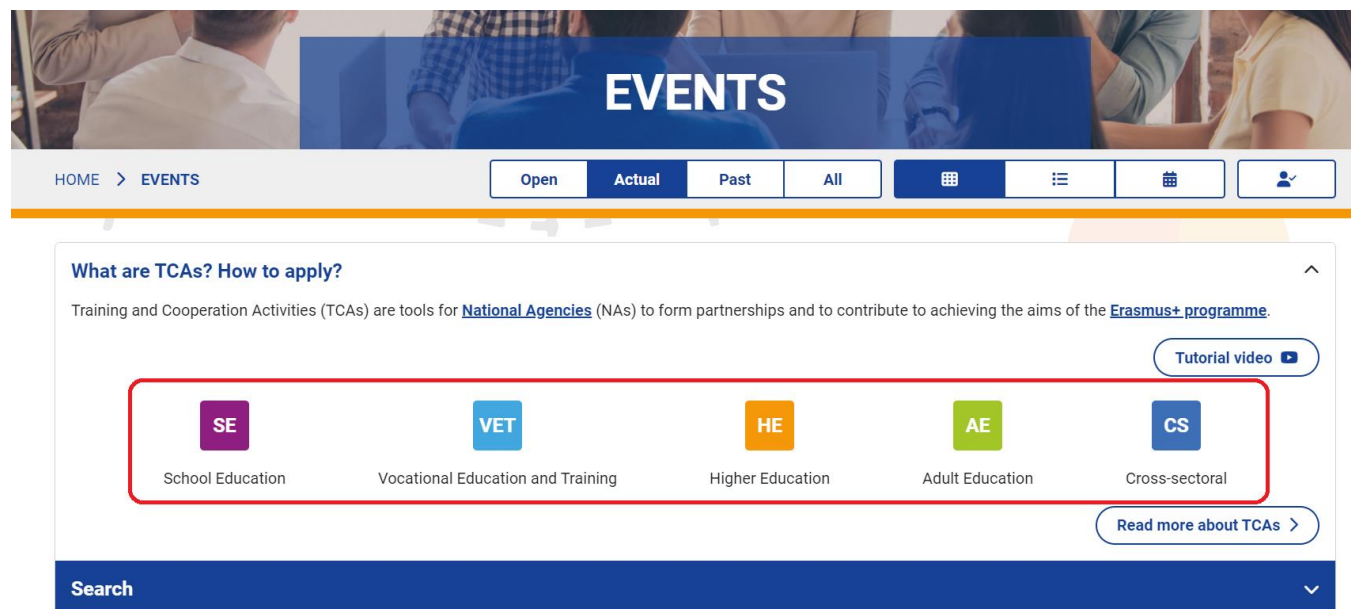 EVENTS
HOME > EVENTS
Open Actual Past All
What are TCAs? How to apply?
Training and Cooperation Activities (TCAs) are tools for National Agencies (NAs) to form partnerships and to contribute to achieving the aims of the Erasmus+ programme.
Tutorial video
SE VET HE AE CS
School Education Vocational Education and Training Higher Education Adult Education Cross-sectoral
Read more about TCAs >
Search